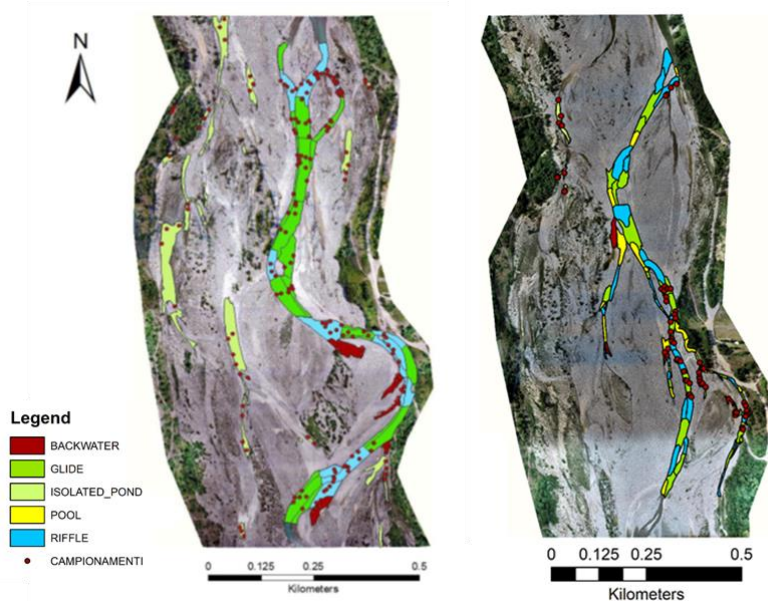 N
Legend
BACKWATER
GLIDE
ISOLATED_POND
POOL
RIFFLE
CAMPIONAMENTI
0 0.125 0.25 0.5
Kilometers
0 0.125 0.25 0.5
Kilometers